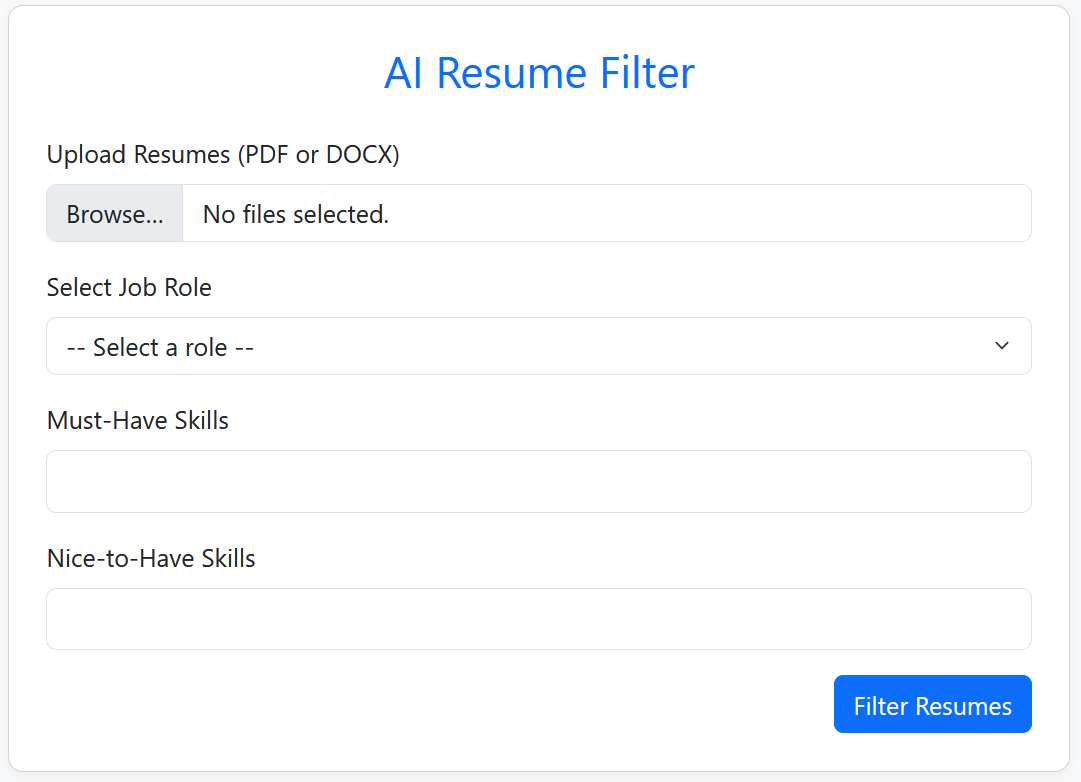 AI Resume Filter
Upload Resumes (PDF or DOCX)
Browse... No files selected.
Select Job Role
-- Select a role --
Must-Have Skills
Nice-to-Have Skills
Filter Resumes